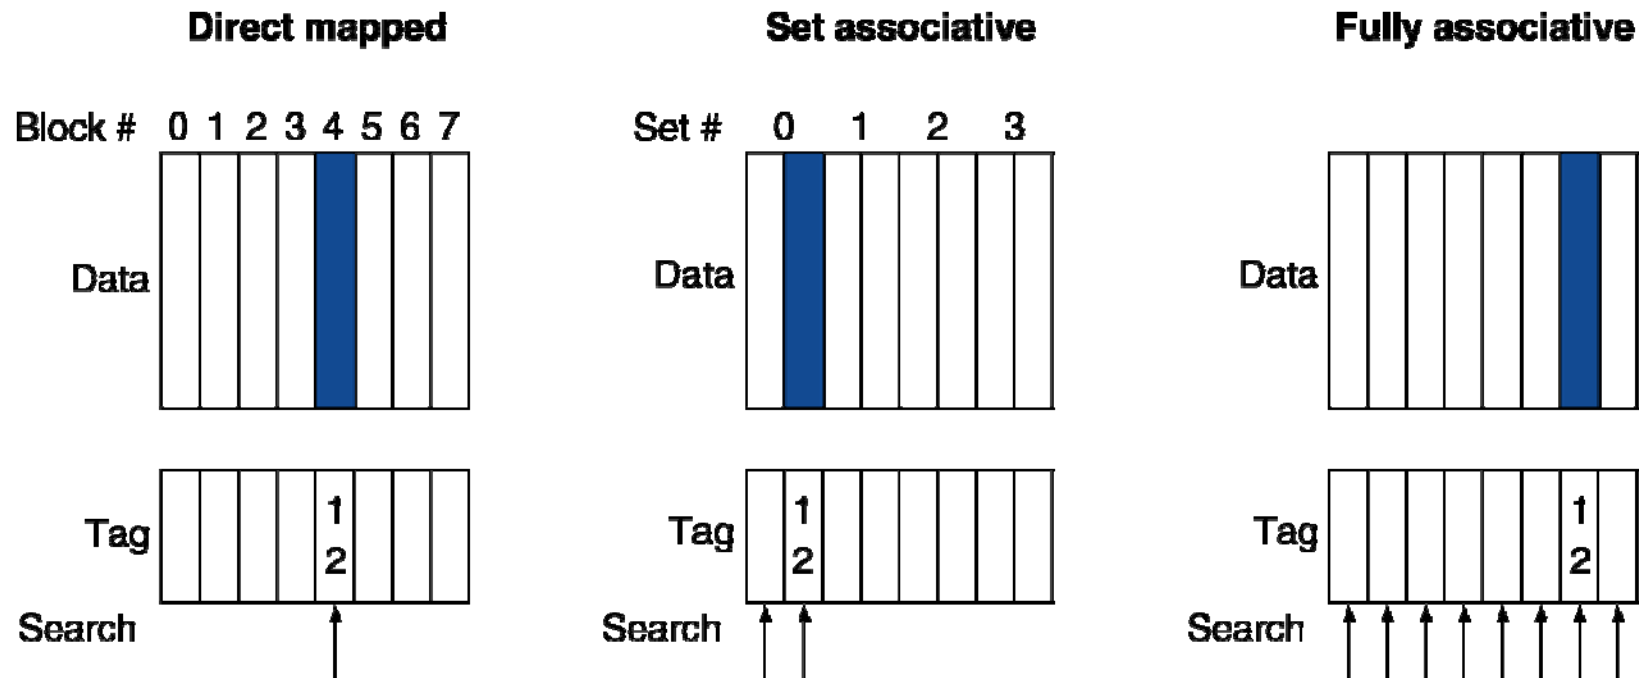 Direct mapped
Set associative
Fully associative
Block # 0 1 2 3 4 5 6 7
Set # 0 1 2 3
Data
Data
Data
Tag
1
2
Tag
1
2
Tag
1
2
Search
Search
Search